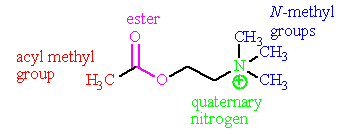 ester
N-methyl
groups
O
CH3
CH3
acyl methyl
group
H3C
O
N
CH3
+
quaternary
nitrogen